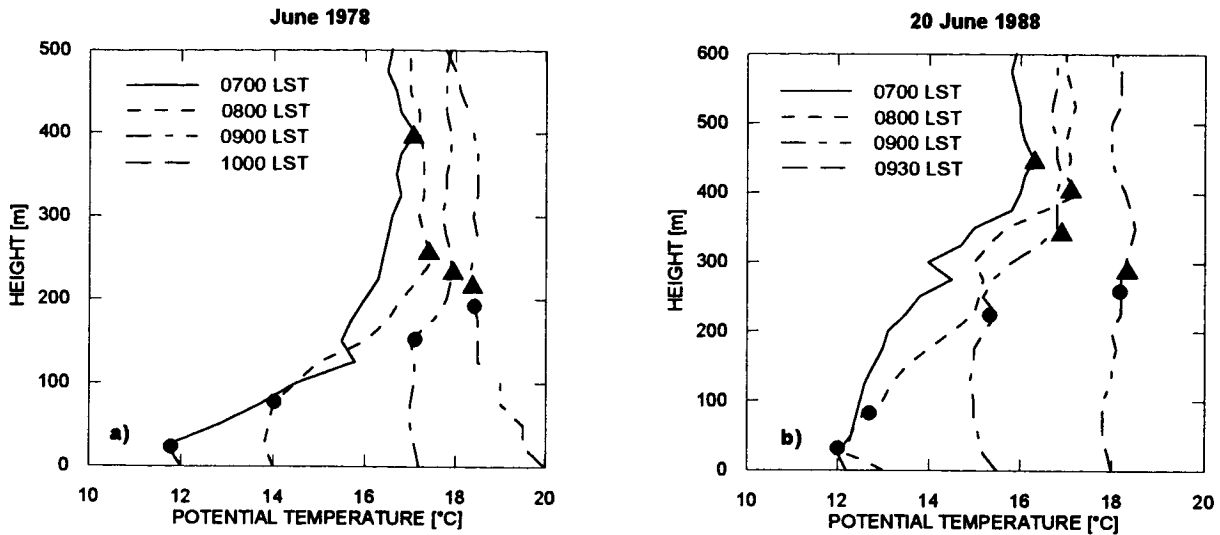 June 1978
500
400
300
200
100
0
HEIGHT [m]
0700 LST
0800 LST
0900 LST
1000 LST
a)
10 12 14 16 18 20
POTENTIAL TEMPERATURE [°C]
20 June 1988
600
500
400
300
200
100
0
HEIGHT [m]
0700 LST
0800 LST
0900 LST
0930 LST
b)
10 12 14 16 18 20
POTENTIAL TEMPERATURE [°C]